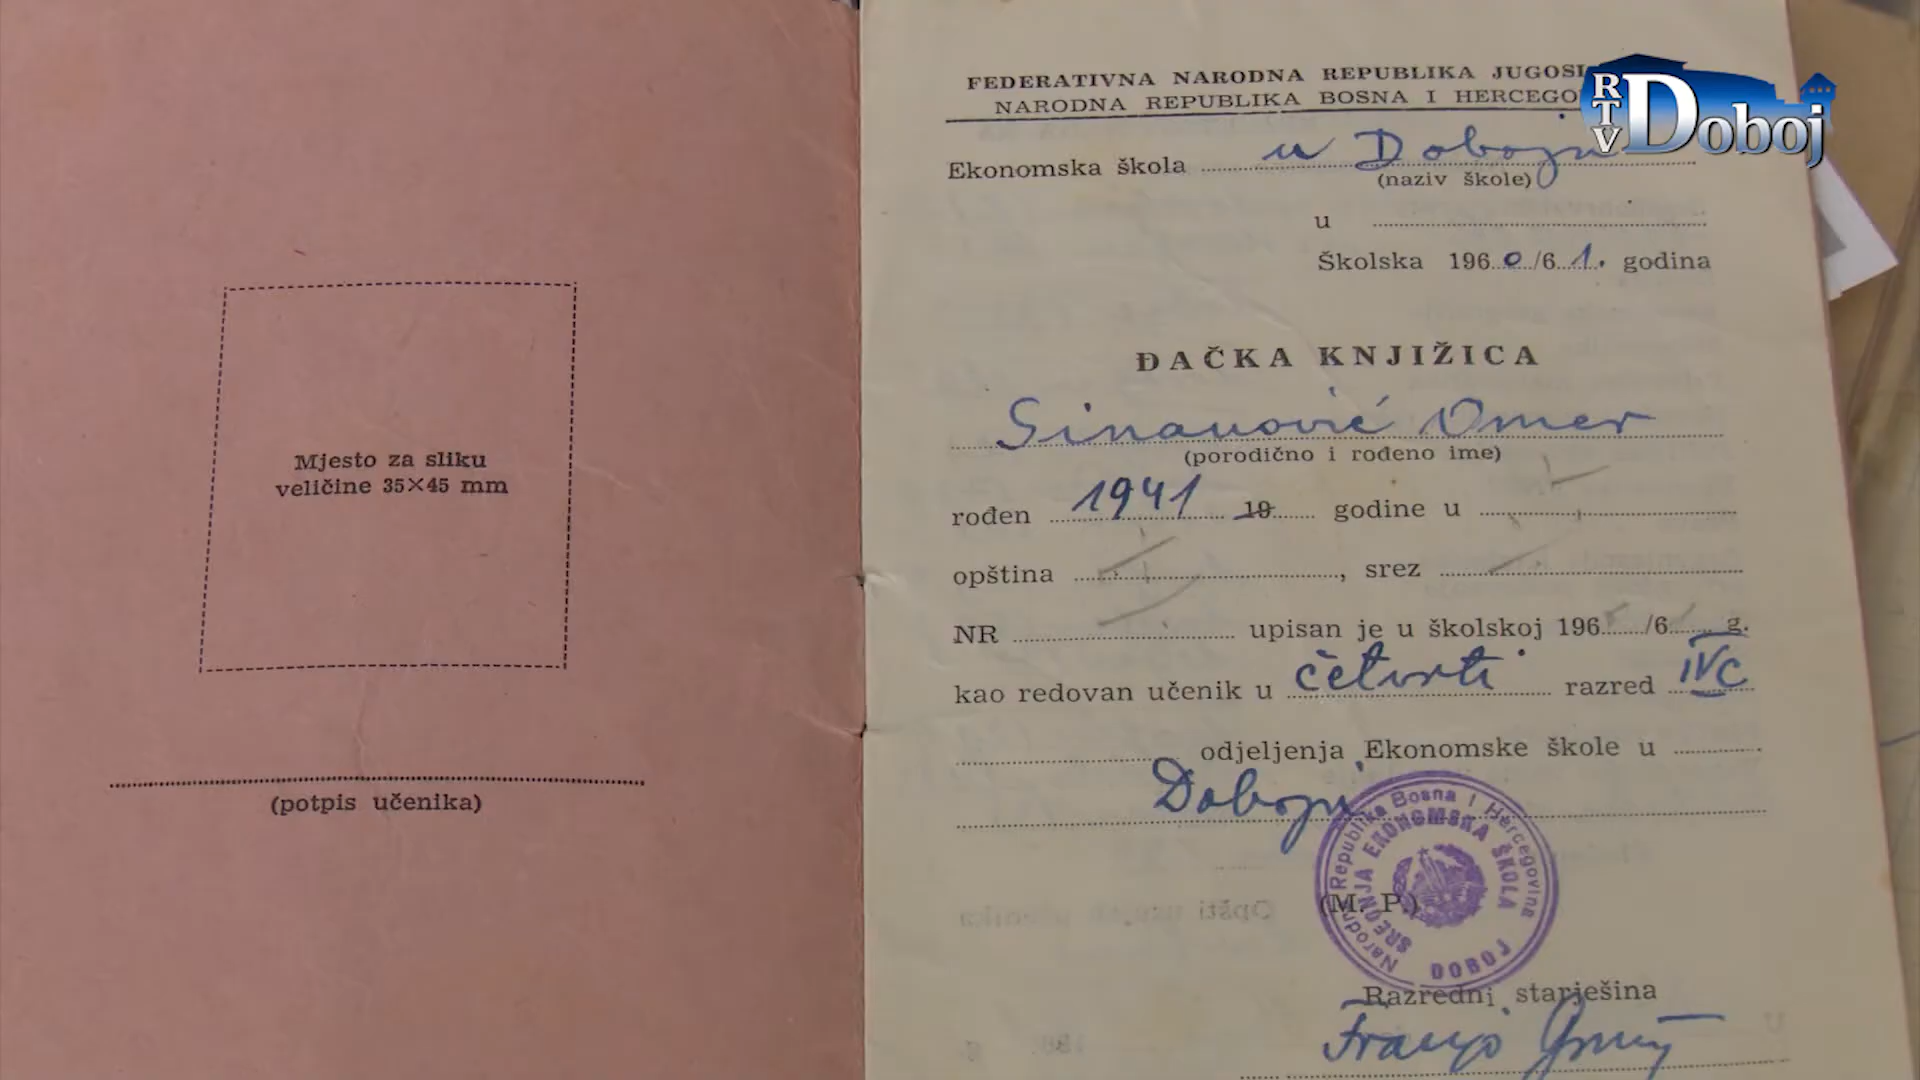 Mjesto za sliku
veličine 35×45 mm
(potpis učenika)
RTV Doboj
FEDERATIVNA NARODNA REPUBLIKA JUGOSL
NARODNA REPUBLIKA BOSNA I HERCEGO
Ekonomska škola u Doboju
(naziv škole)
u
Školska 1960/61. godina
ĐAČKA KNJIŽICA
Sinanović Omer
(porodično i rođeno ime)
rođen 1941 19 godine u
opština , srez
NR upisan je u školskoj 196 /6 g.
kao redovan učenik u četvrti razred IVc
odjeljenja Ekonomske škole u
Doboju
Narodna Republika Bosna i Hercegovina
SREDNJA EKONOMSKA ŠKOLA
DOBOJ
(M. P.)
Razredni starješina
Franjo